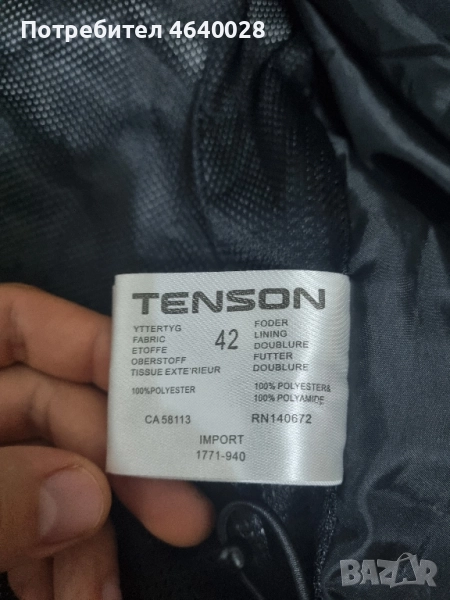 Потребител 4640028
TENSON
YTTERTYG
FABRIC
ETOFFE
OBERSTOFF
TISSUE EXTE'RIEUR
100%POLYESTER
42
FODER
LINING
DOUBLURE
FUTTER
DOUBLURE
100% POLYESTER&
100% POLYAMIDE
CA 58113
RN140672
IMPORT
1771-940
BAZAR